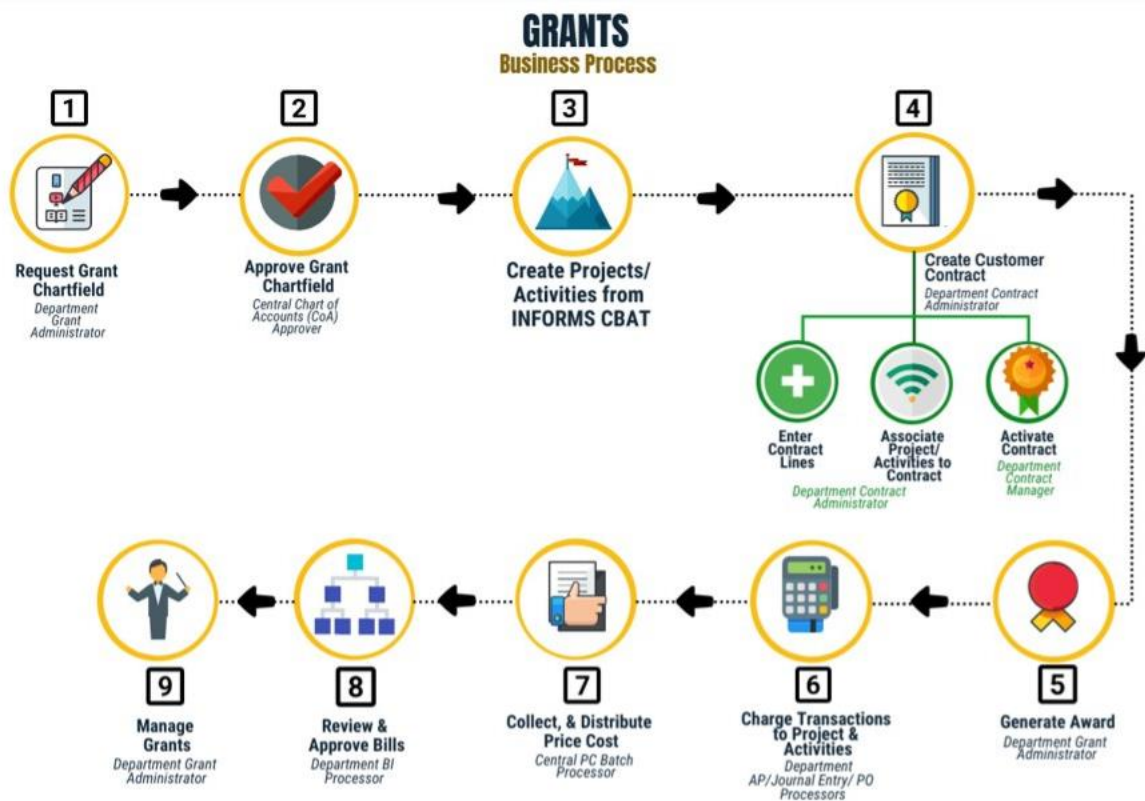 GRANTS
Business Process
1
2
3
4
Request Grant
Chartfield
Department
Grant
Administrator
Approve Grant
Chartfield
Central Chart of
Accounts (CoA)
Approver
Create Projects/
Activities from
INFORMS CBAT
Create Customer
Contract
Department Contract
Administrator
Enter
Contract
Lines
Associate
Project/
Activities to
Contract
Department Contract
Administrator
Activate
Contract
Department
Contract
Manager
9
Manage
Grants
Department Grant
Administrator
8
Review &
Approve Bills
Department BI
Processor
7
Collect, & Distribute
Price Cost
Central PC Batch
Processor
6
Charge Transactions
to Project &
Activities
Department
AP/Journal Entry/ PO
Processors
5
Generate Award
Department Grant
Administrator